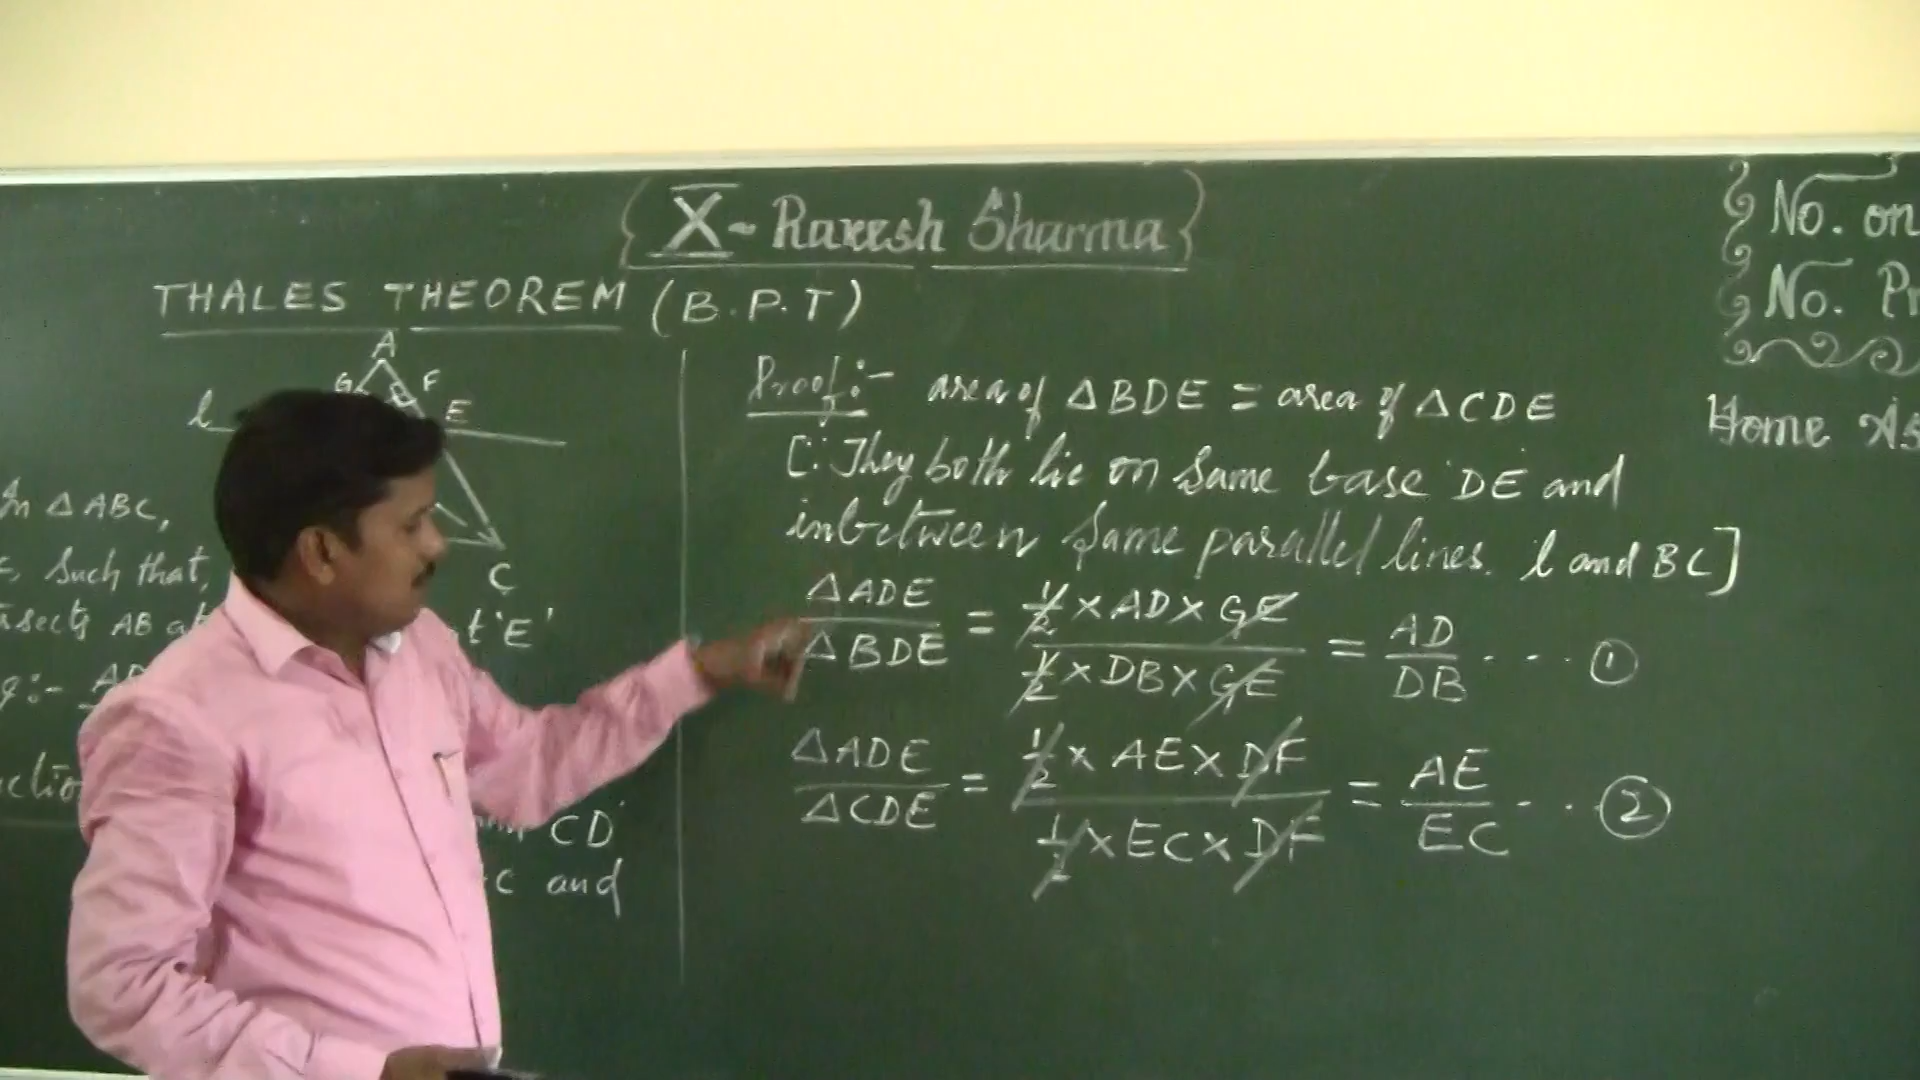 X - Rakesh Sharma
No. on
No. Pr
Home As
THALES THEOREM (B.P.T)
A
G F
l E
C
In △ ABC,
, Such that,
sects AB at t 'E'
:-
ctio
CD
C and
Proof:- area of △BDE = area of △CDE
[∵ They both lie on same base DE and
inbetween same parallel lines. l and BC]
△ADE/△BDE = 1/2 × AD × GE / 1/2 × DB × GE = AD/DB - - - ①
△ADE/△CDE = 1/2 × AE × DF / 1/2 × EC × DF = AE/EC - - - ②